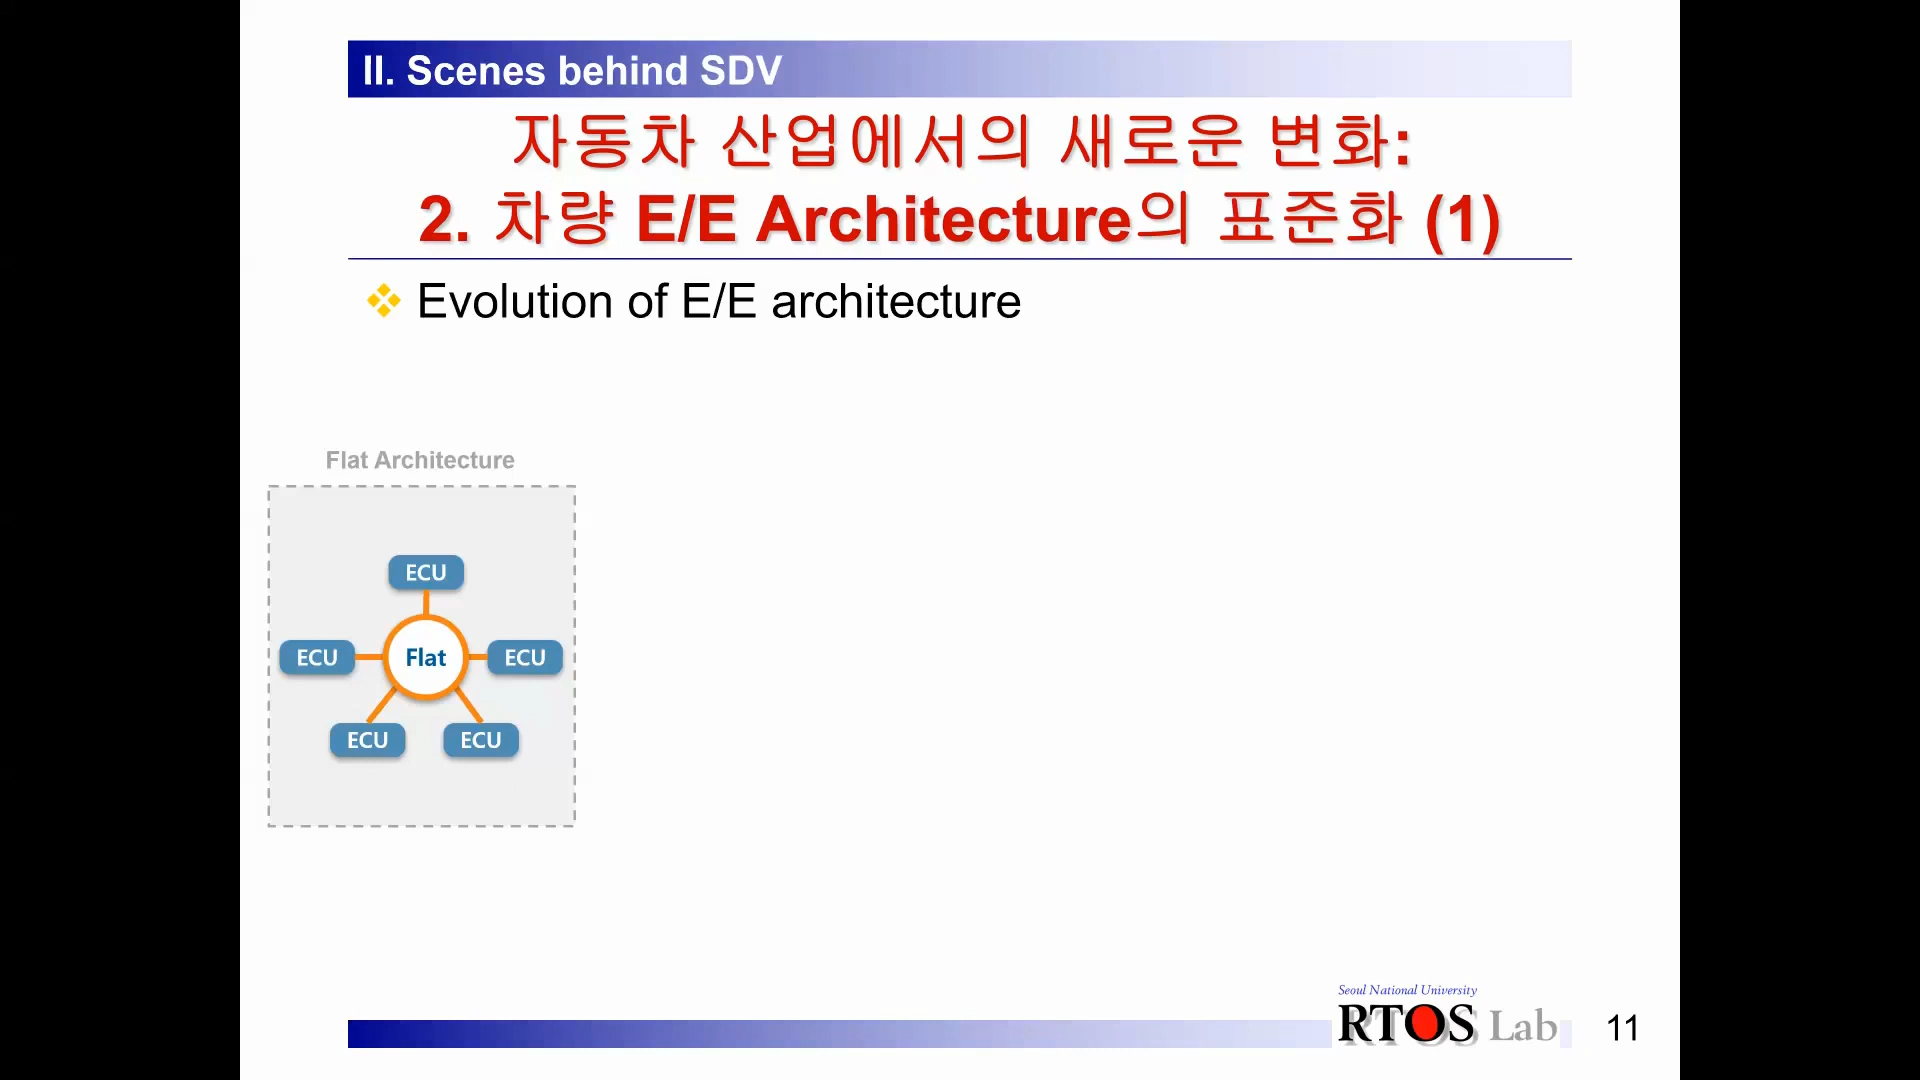 II. Scenes behind SDV
자동차 산업에서의 새로운 변화:
2. 차량 E/E Architecture의 표준화 (1)
Evolution of E/E architecture
Flat Architecture
ECU
ECU
Flat
ECU
ECU
ECU
Seoul National University
RTOS Lab
11